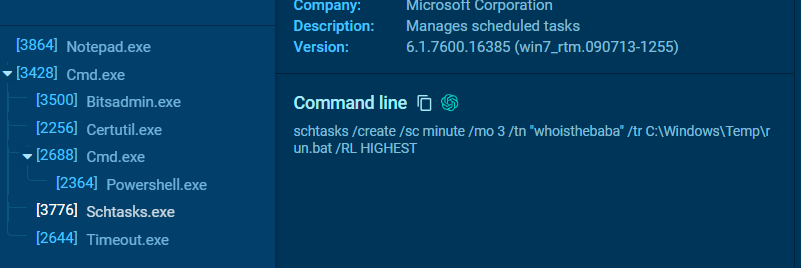 [3864] Notepad.exe
[3428] Cmd.exe
[3500] Bitsadmin.exe
[2256] Certutil.exe
[2688] Cmd.exe
[2364] Powershell.exe
[3776] Schtasks.exe
[2644] Timeout.exe
Company: Microsoft Corporation
Description: Manages scheduled tasks
Version: 6.1.7600.16385 (win7_rtm.090713-1255)
Command line
schtasks /create /sc minute /mo 3 /tn "whoisthebaba" /tr C:\Windows\Temp\r
un.bat /RL HIGHEST